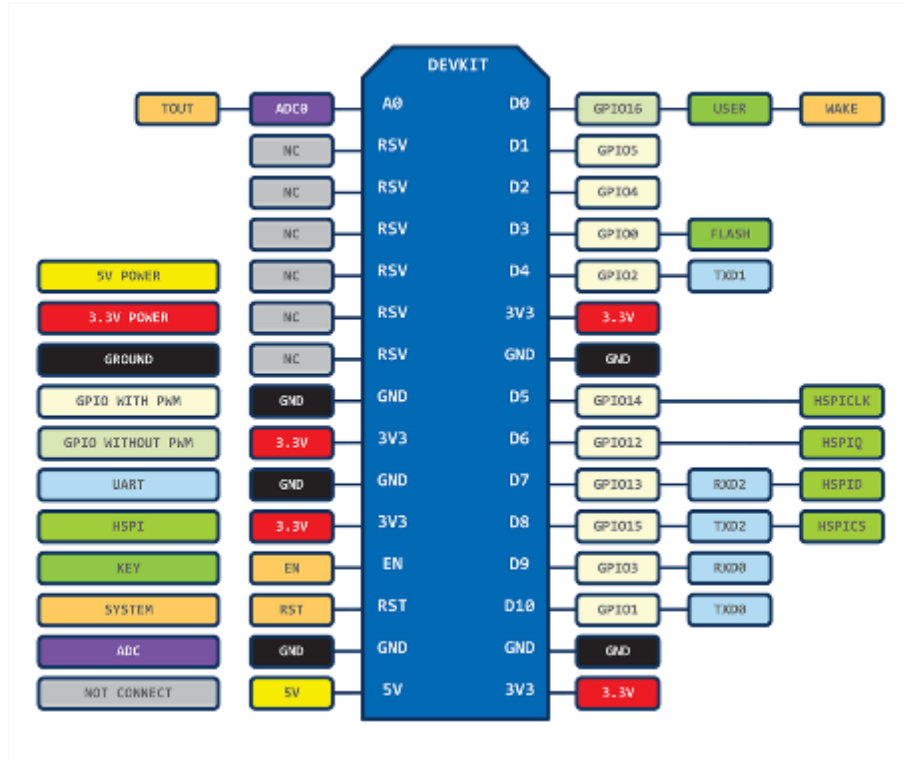 DEVKIT
TOUT ADC0 A0 D0 GPIO16 USER WAKE
NC RSV D1 GPIO5
NC RSV D2 GPIO4
NC RSV D3 GPIO0 FLASH
5V POWER NC RSV D4 GPIO2 TXD1
3.3V POWER NC RSV 3V3 3.3V
GROUND NC RSV GND GND
GPIO WITH PWM GND GND D5 GPIO14 HSPICLK
GPIO WITHOUT PWM 3.3V 3V3 D6 GPIO12 HSPIQ
UART GND GND D7 GPIO13 RXD2 HSPID
HSPI 3.3V 3V3 D8 GPIO15 TXD2 HSPICS
KEY EN EN D9 GPIO3 RXD0
SYSTEM RST RST D10 GPIO1 TXD0
ADC GND GND GND GND
NOT CONNECT 5V 5V 3V3 3.3V